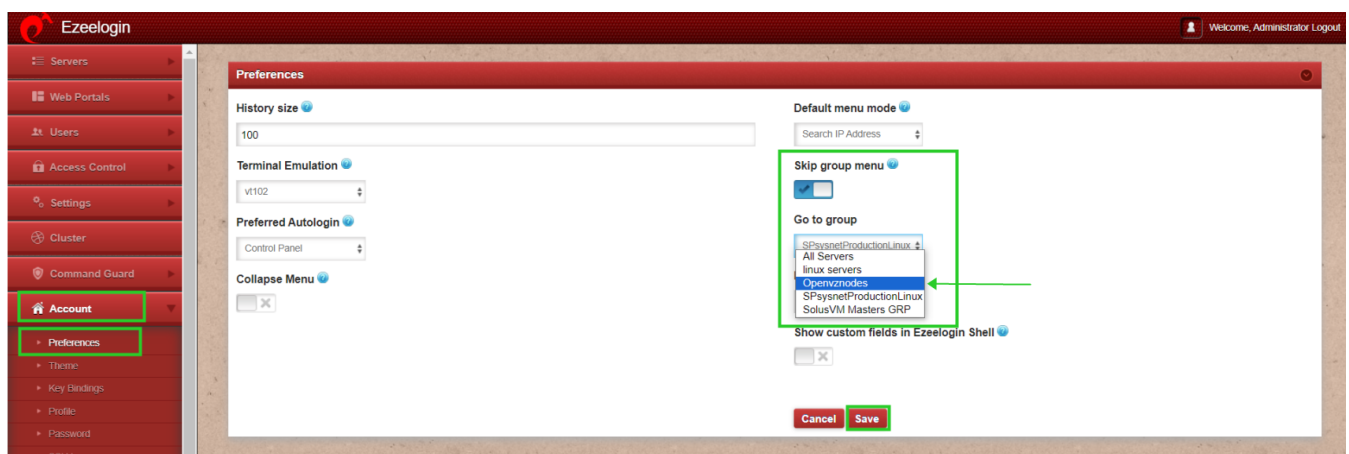 Ezeelogin
Welcome, Administrator Logout
Servers
Web Portals
Users
Access Control
Settings
Cluster
Command Guard
Account
Preferences
Theme
Key Bindings
Profile
Password
Preferences
History size
100
Terminal Emulation
vt102
Preferred Autologin
Control Panel
Collapse Menu
Default menu mode
Search IP Address
Skip group menu
Go to group
SPsysnetProductionLinux
All Servers
linux servers
Openvznodes
SPsysnetProductionLinux
SolusVM Masters GRP
Show custom fields in Ezeelogin Shell
Cancel Save